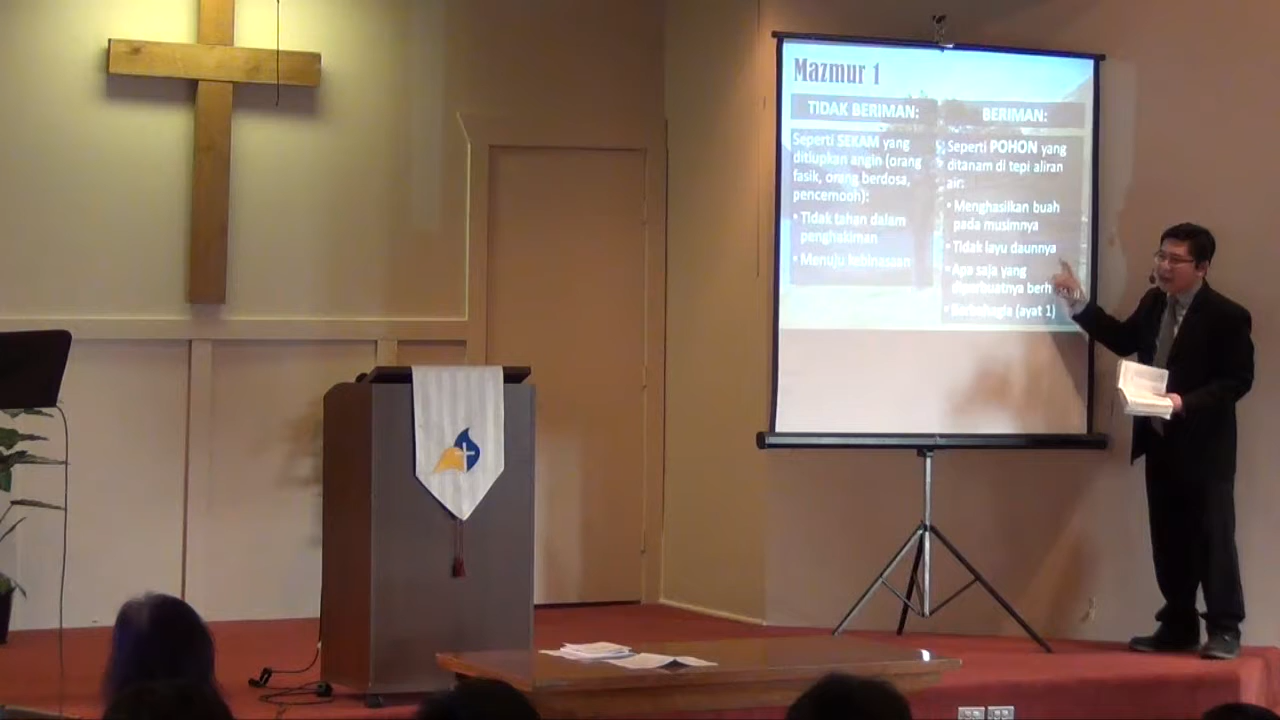 Mazmur 1
TIDAK BERIMAN:
Seperti SEKAM yang
ditiupkan angin (orang
fasik, orang berdosa,
pencemooh):
• Tidak tahan dalam
penghakiman
• Menuju kebinasaan
BERIMAN:
Seperti POHON yang
ditanam di tepi aliran
air:
• Menghasilkan buah
pada musimnya
• Tidak layu daunnya
• Apa saja yang
diperbuatnya berh
• Berbahagia (ayat 1)